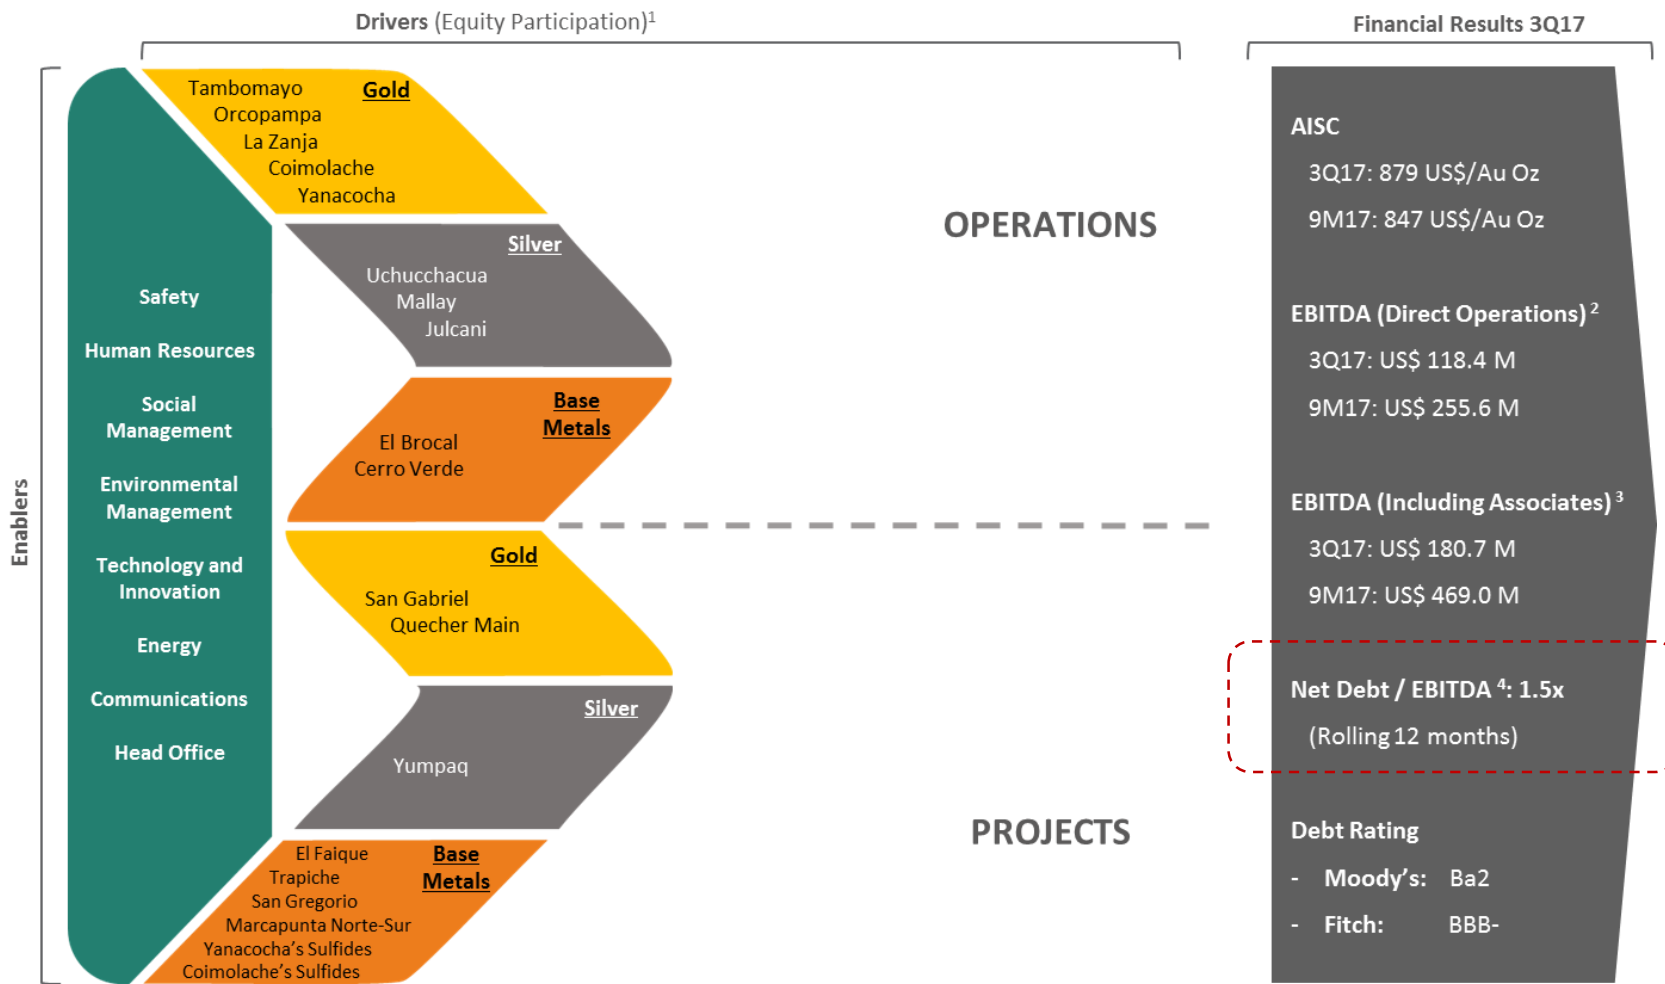 Drivers (Equity Participation)1
Financial Results 3Q17
Enablers
Safety
Human Resources
Social
Management
Environmental
Management
Technology and
Innovation
Energy
Communications
Head Office
Gold
Tambomayo
Orcopampa
La Zanja
Coimolache
Yanacocha
Silver
Uchucchacua
Mallay
Julcani
Base
Metals
El Brocal
Cerro Verde
OPERATIONS
Gold
San Gabriel
Quecher Main
Silver
Yumpaq
Base
Metals
El Faique
Trapiche
San Gregorio
Marcapunta Norte-Sur
Yanacocha's Sulfides
Coimolache's Sulfides
PROJECTS
AISC
3Q17: 879 US$/Au Oz
9M17: 847 US$/Au Oz
EBITDA (Direct Operations) 2
3Q17: US$ 118.4 M
9M17: US$ 255.6 M
EBITDA (Including Associates) 3
3Q17: US$ 180.7 M
9M17: US$ 469.0 M
Net Debt / EBITDA 4: 1.5x
(Rolling 12 months)
Debt Rating
- Moody's: Ba2
- Fitch: BBB-